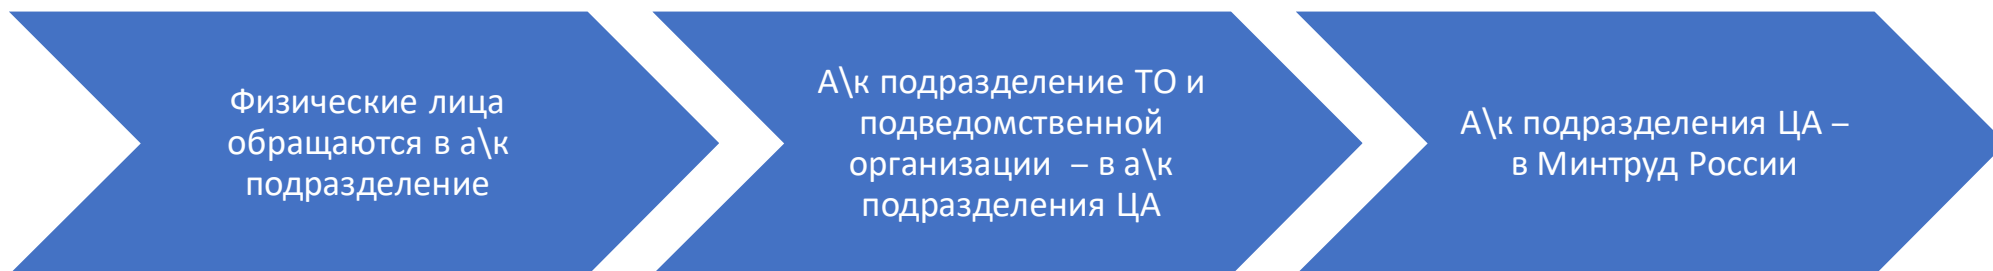 Физические лица
обращаются в а\к
подразделение
А\к подразделение ТО и
подведомственной
организации – в а\к
подразделения ЦА
А\к подразделения ЦА –
в Минтруд России